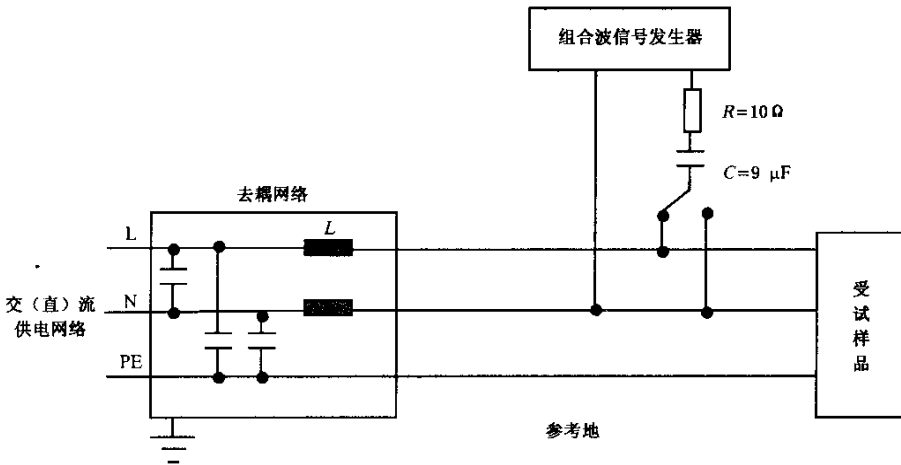 组合波信号发生器
R=10 Ω
C=9 μF
去耦网络
L
L
交（直）流
供电网络
N
PE
受
试
样
品
参考地